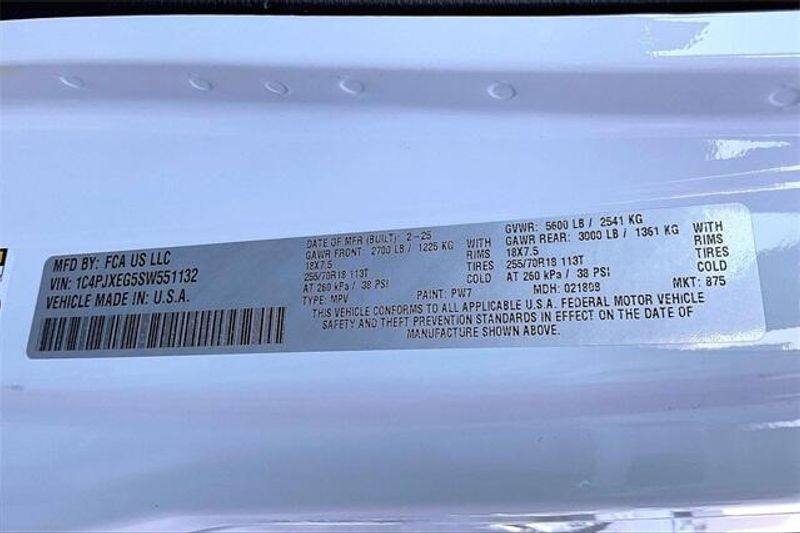 MFD BY: FCA US LLC
VIN: 1C4PJXEG5SW551132
VEHICLE MADE IN: U.S.A.
DATE OF MFR (BUILT): 2-25
GAWR FRONT: 2700 LB / 1225 KG WITH
18X7.5 RIMS
255/70R18 113T TIRES
AT 260 kPa / 38 PSI COLD
TYPE: MPV PAINT: PW7
GVWR: 5600 LB / 2541 KG
GAWR REAR: 3000 LB / 1361 KG WITH
18X7.5 RIMS
255/70R18 113T TIRES
AT 260 kPa / 38 PSI COLD
MDH: 021808 MKT: 875
THIS VEHICLE CONFORMS TO ALL APPLICABLE U.S.A. FEDERAL MOTOR VEHICLE
SAFETY AND THEFT PREVENTION STANDARDS IN EFFECT ON THE DATE OF
MANUFACTURE SHOWN ABOVE.